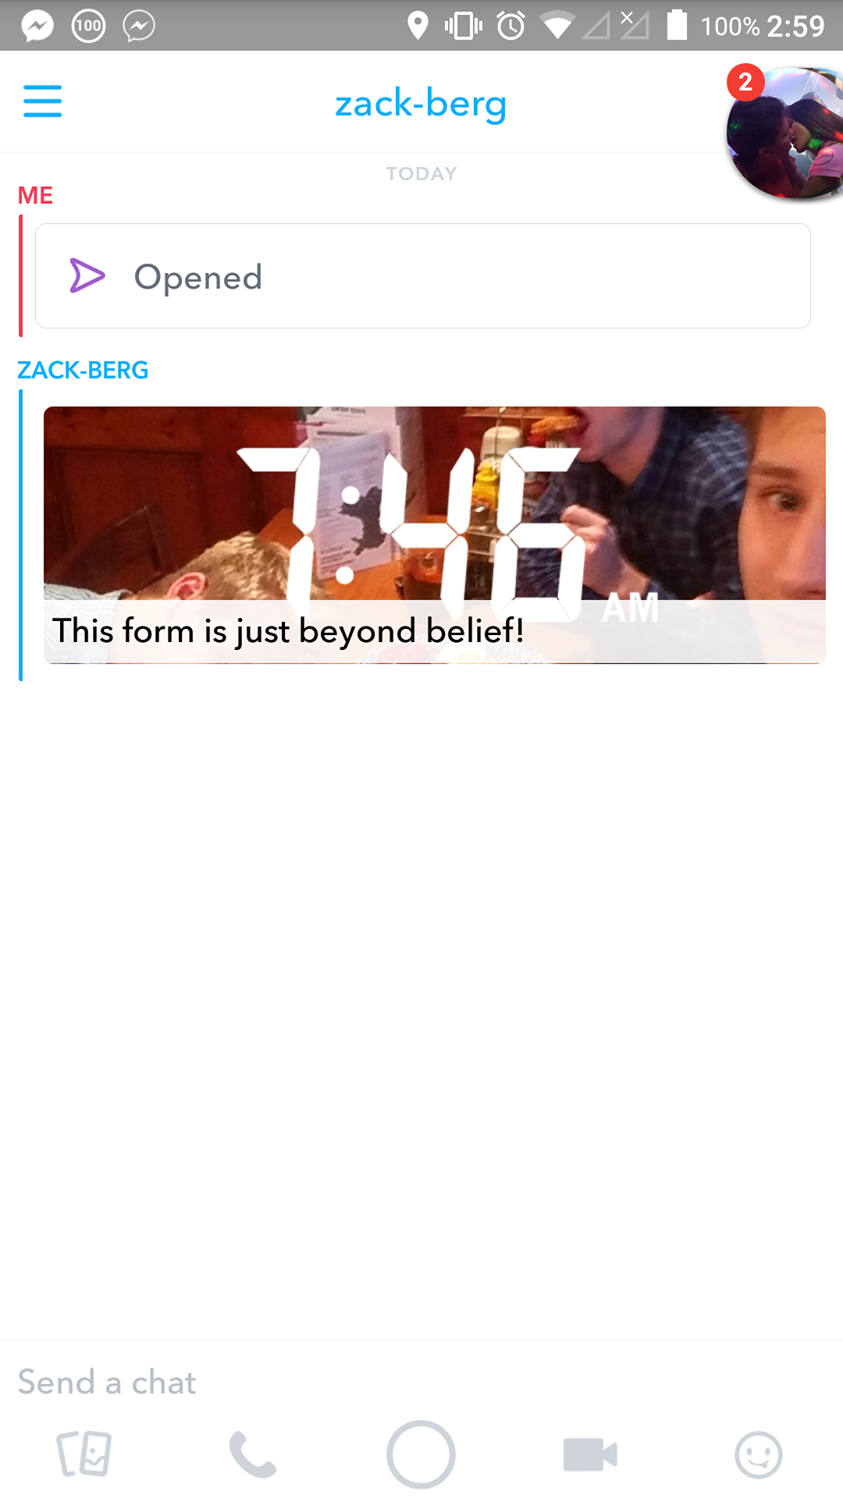 100
100% 2:59
zack-berg
2
TODAY
ME
Opened
ZACK-BERG
7:46 AM
This form is just beyond belief!
Send a chat